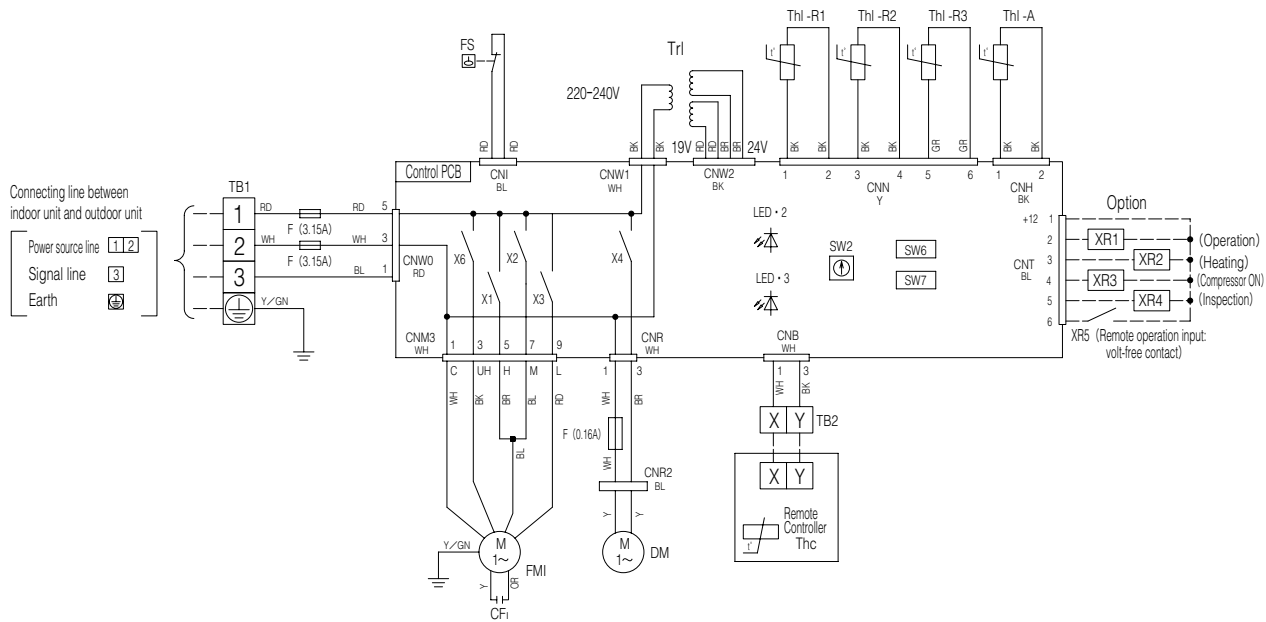 ThI -R1 ThI -R2 ThI -R3 ThI -A
FS
TrI
220-240V
t° t° t° t°
RD RD
BK BK
19V RD RD BR BR 24V
BK BK BK BK GR GR BK BK
Control PCB
CNI
BL
CNW1
WH
CNW2
BK
1 2 3 4 5 6
CNN
Y
1 2
CNH
BK
Connecting line between
indoor unit and outdoor unit
Power source line 1 2
Signal line 3
Earth
TB1
1 RD F (3.15A) RD 5
2 WH F (3.15A) WH 3
3 BL 1
Y/GN
CNW0
RD
X6 X1 X2 X3 X4
LED・2
LED・3
SW2
SW6
SW7
Option
+12 1
2 XR1 (Operation)
3 XR2 (Heating)
CNT
BL
4 XR3 (Compressor ON)
5 XR4 (Inspection)
6
XR5 (Remote operation input:
volt-free contact)
CNM3
WH
1 3 5 7 9
C UH H M L
WH BK BR BL RD
BL
CNR
WH
1 3
WH BR
F (0.16A)
WH
CNR2
BL
Y Y
M
1~
DM
CNB
WH
1 3
WH BK
X Y TB2
X Y
Remote
Controller
Thc
t°
Y/GN
M
1~
FMI
Y OR
CFI